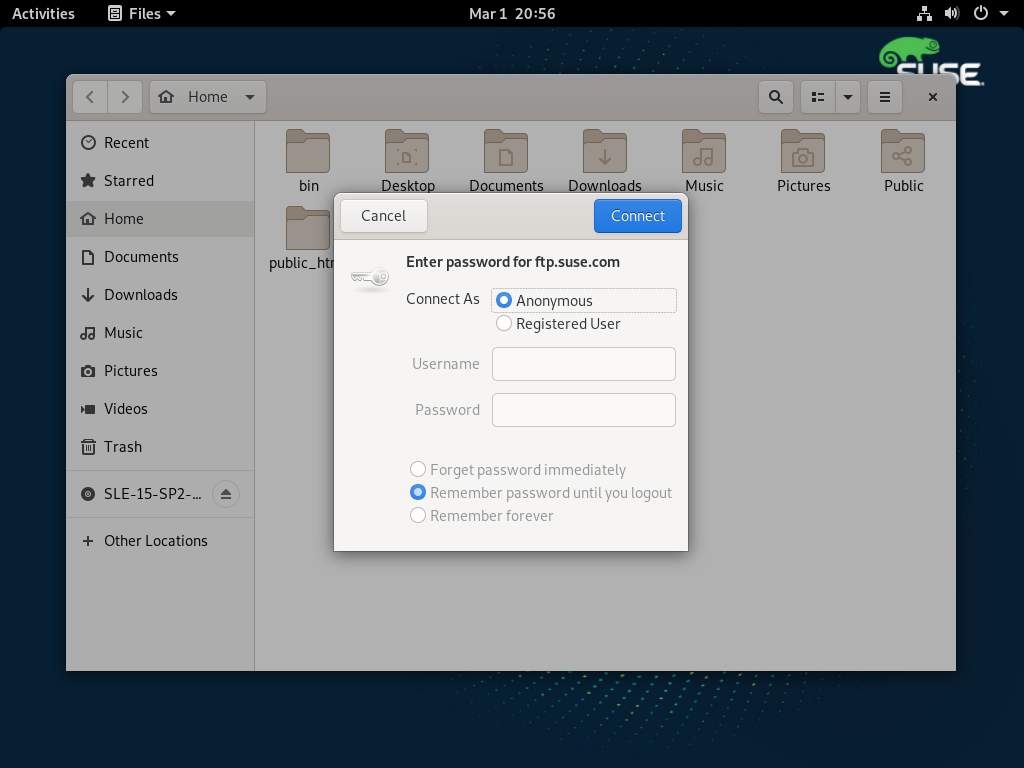 Activities Files Mar 1 20:56
SUSE
Home
Recent
Starred
Home
Documents
Downloads
Music
Pictures
Videos
Trash
SLE-15-SP2-...
Other Locations
bin Desktop Documents Downloads Music Pictures Public
public_htm
Cancel Connect
Enter password for ftp.suse.com
Connect As Anonymous
Registered User
Username
Password
Forget password immediately
Remember password until you logout
Remember forever